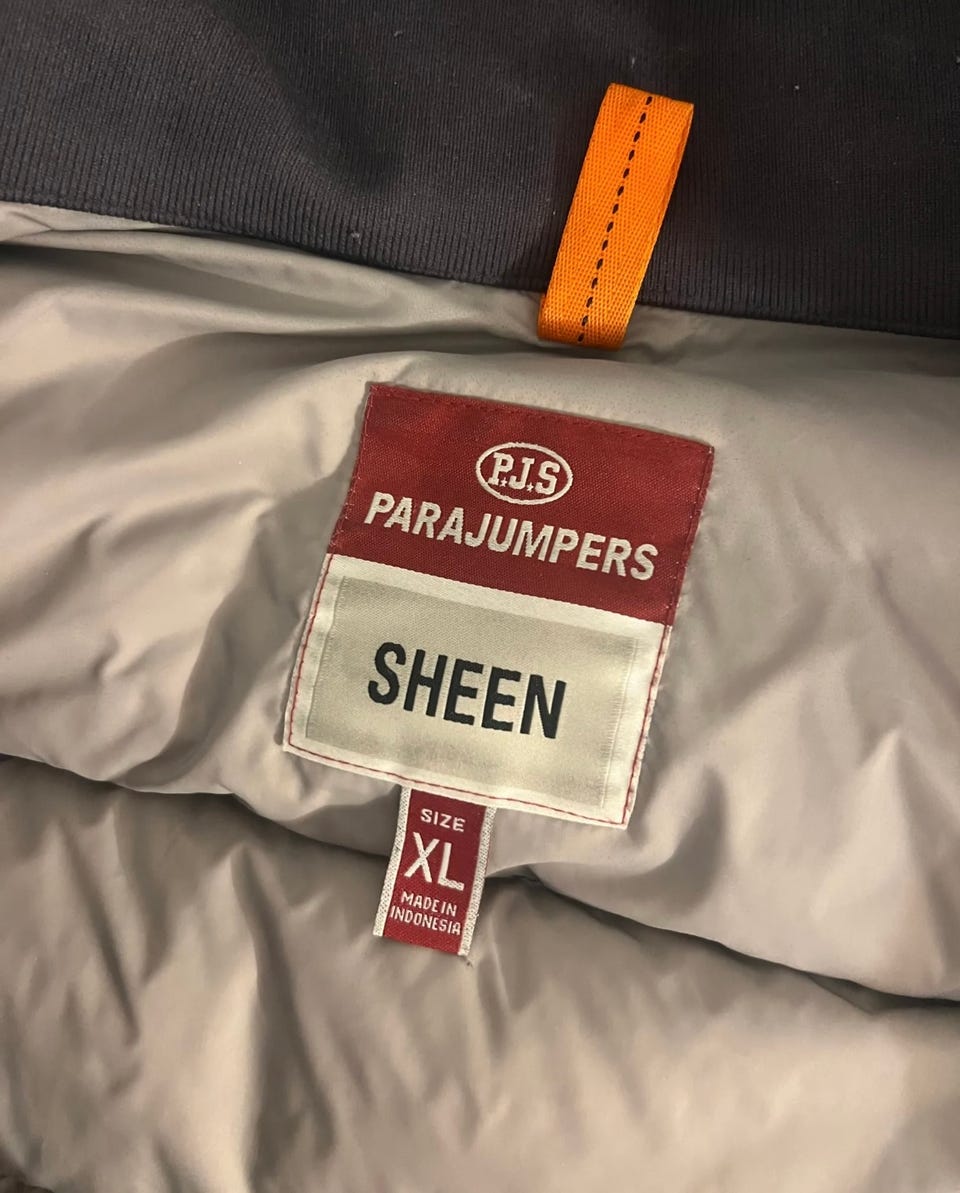 P.J.S
PARAJUMPERS
SHEEN
SIZE
XL
MADE IN
INDONESIA